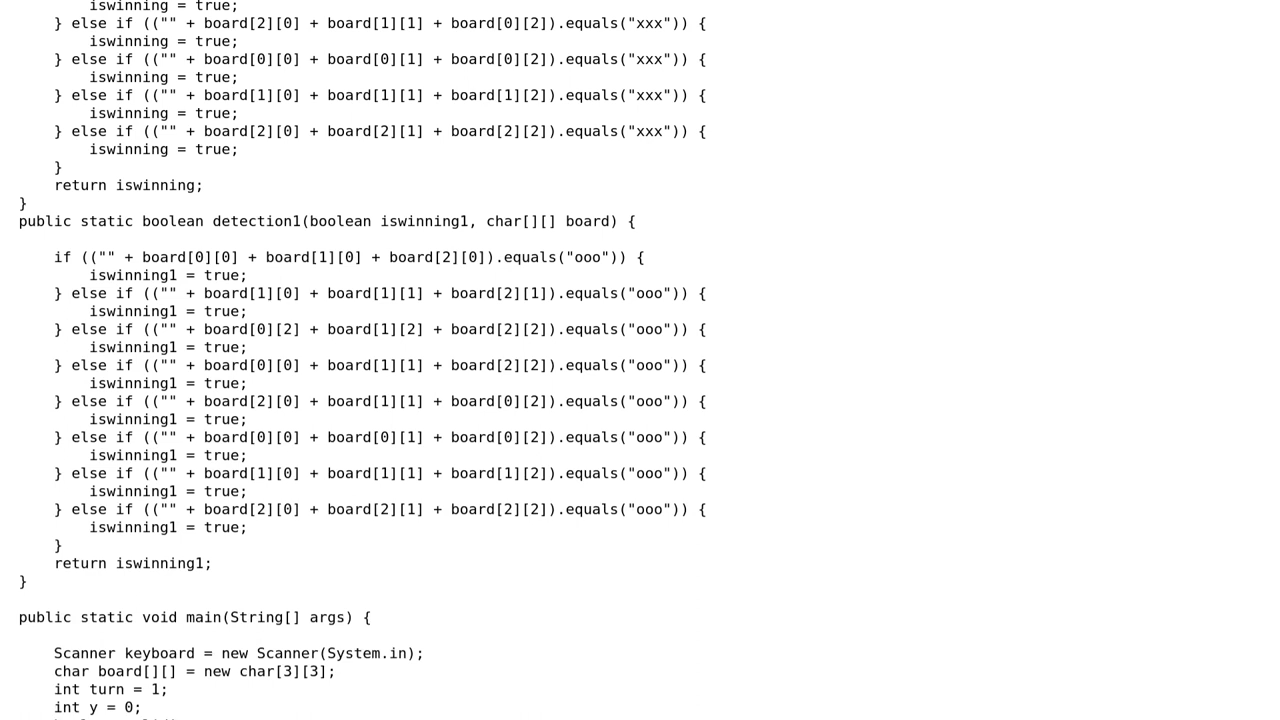 iswinning = true;
} else if (("" + board[2][0] + board[1][1] + board[0][2]).equals("xxx")) {
iswinning = true;
} else if (("" + board[0][0] + board[0][1] + board[0][2]).equals("xxx")) {
iswinning = true;
} else if (("" + board[1][0] + board[1][1] + board[1][2]).equals("xxx")) {
iswinning = true;
} else if (("" + board[2][0] + board[2][1] + board[2][2]).equals("xxx")) {
iswinning = true;
}
return iswinning;
}
public static boolean detection1(boolean iswinning1, char[][] board) {
if (("" + board[0][0] + board[1][0] + board[2][0]).equals("ooo")) {
iswinning1 = true;
} else if (("" + board[1][0] + board[1][1] + board[2][1]).equals("ooo")) {
iswinning1 = true;
} else if (("" + board[0][2] + board[1][2] + board[2][2]).equals("ooo")) {
iswinning1 = true;
} else if (("" + board[0][0] + board[1][1] + board[2][2]).equals("ooo")) {
iswinning1 = true;
} else if (("" + board[2][0] + board[1][1] + board[0][2]).equals("ooo")) {
iswinning1 = true;
} else if (("" + board[0][0] + board[0][1] + board[0][2]).equals("ooo")) {
iswinning1 = true;
} else if (("" + board[1][0] + board[1][1] + board[1][2]).equals("ooo")) {
iswinning1 = true;
} else if (("" + board[2][0] + board[2][1] + board[2][2]).equals("ooo")) {
iswinning1 = true;
}
return iswinning1;
}
public static void main(String[] args) {
Scanner keyboard = new Scanner(System.in);
char board[][] = new char[3][3];
int turn = 1;
int y = 0;